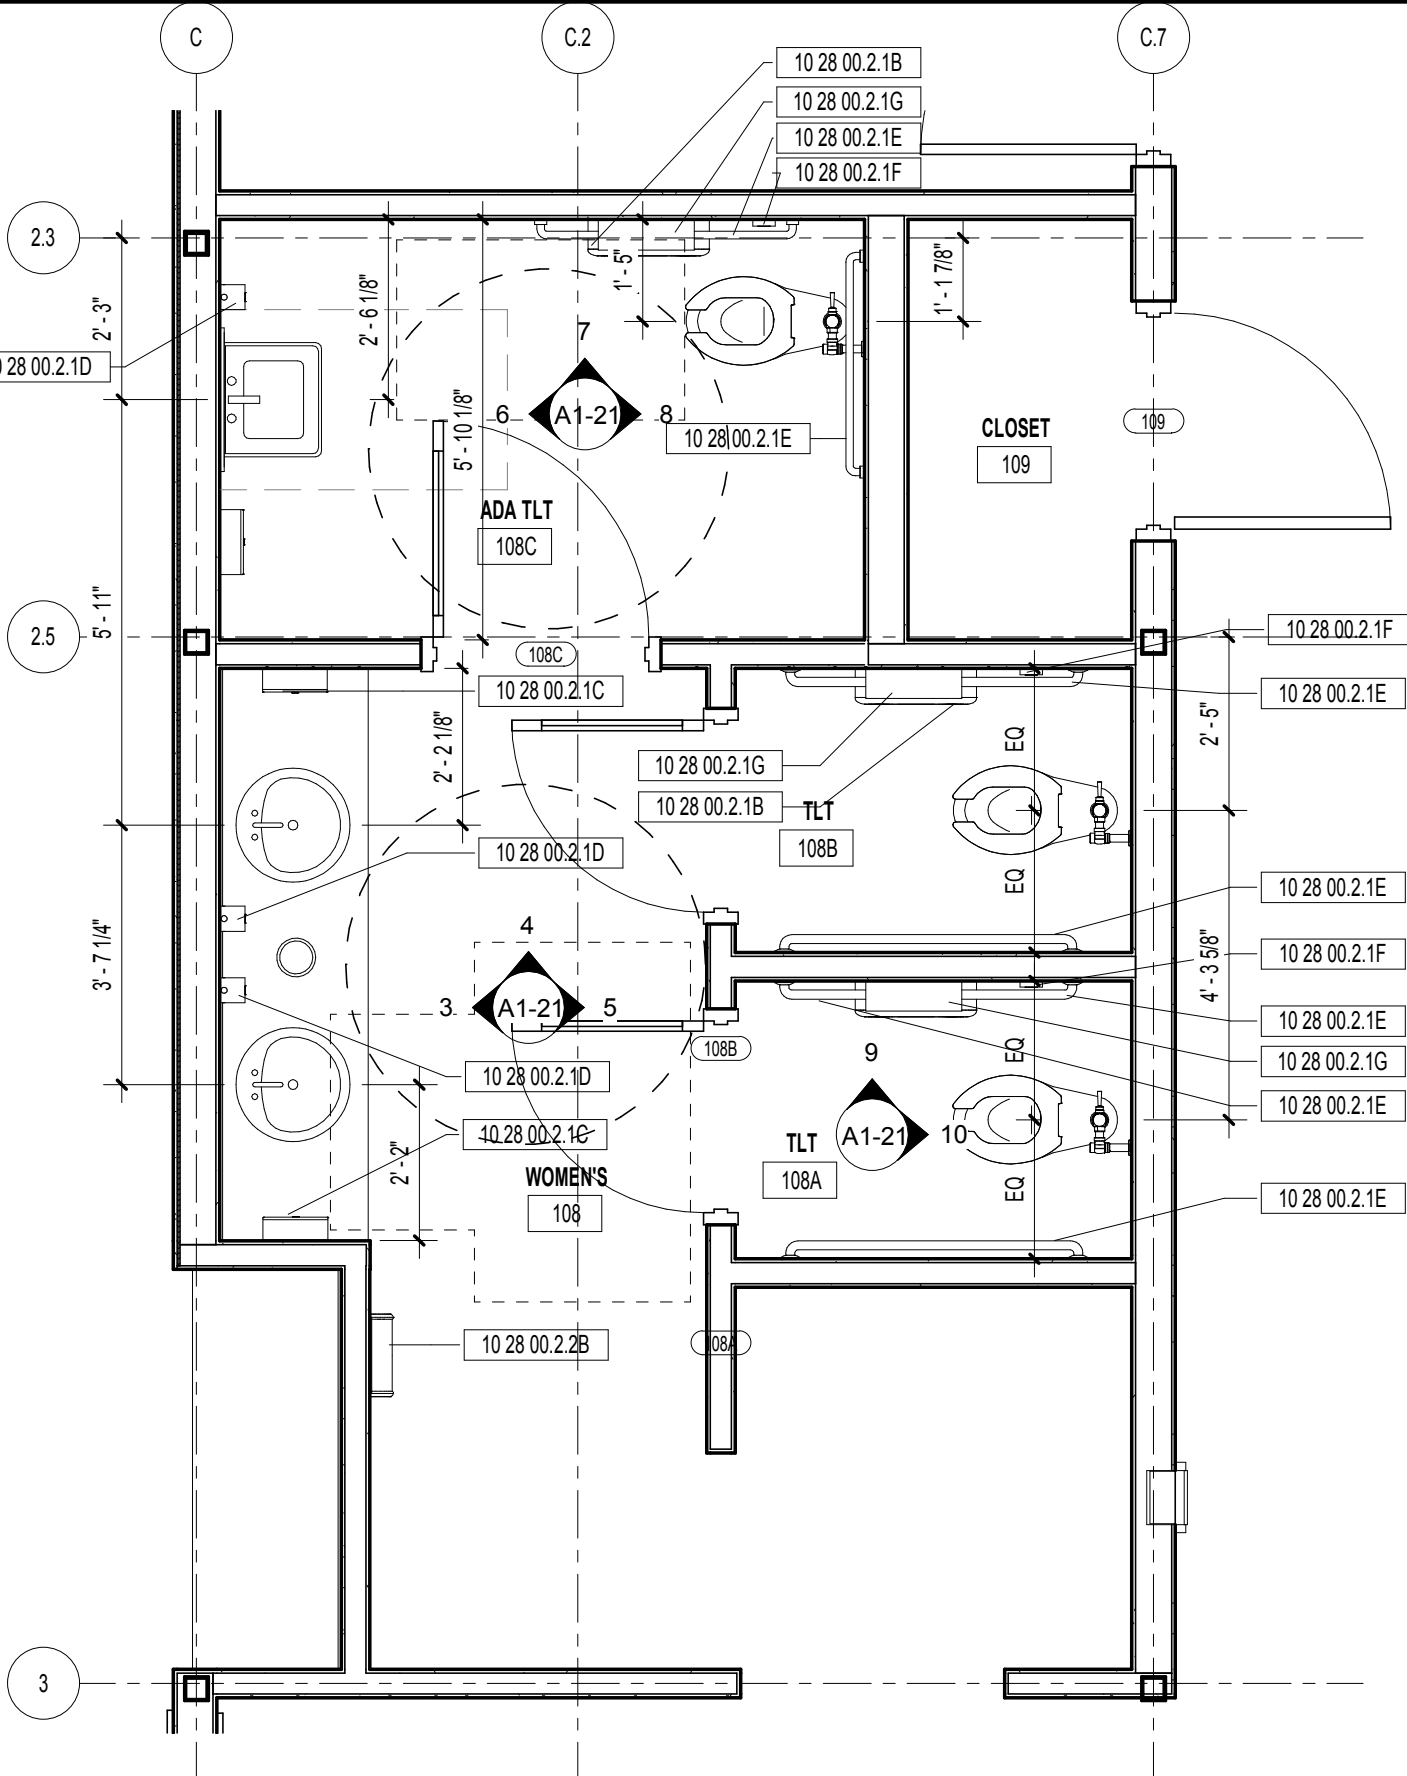 C
C.2
C.7
10 28 00.2.1B
10 28 00.2.1G
10 28 00.2.1E
10 28 00.2.1F
2.3
2' - 3"
2' - 6 1/8"
1' - 5"
1' - 1 7/8"
28 00.2.1D
7
6
A1-21
8
10 28 00.2.1E
5' - 10 1/8"
CLOSET
109
109
ADA TLT
108C
5' - 11"
2.5
108C
10 28 00.2.1F
10 28 00.2.1C
10 28 00.2.1E
2' - 2 1/8"
EQ
2' - 5"
10 28 00.2.1G
10 28 00.2.1B
TLT
108B
10 28 00.2.1D
EQ
10 28 00.2.1E
4
3' - 7 1/4"
10 28 00.2.1F
4' - 3 5/8"
3
A1-21
5
10 28 00.2.1E
108B
EQ
9
10 28 00.2.1G
10 28 00.2.1D
10 28 00.2.1E
10 28 00.2.1C
A1-21
10
TLT
108A
2' - 2"
WOMEN'S
108
EQ
10 28 00.2.1E
10 28 00.2.2B
108A
3